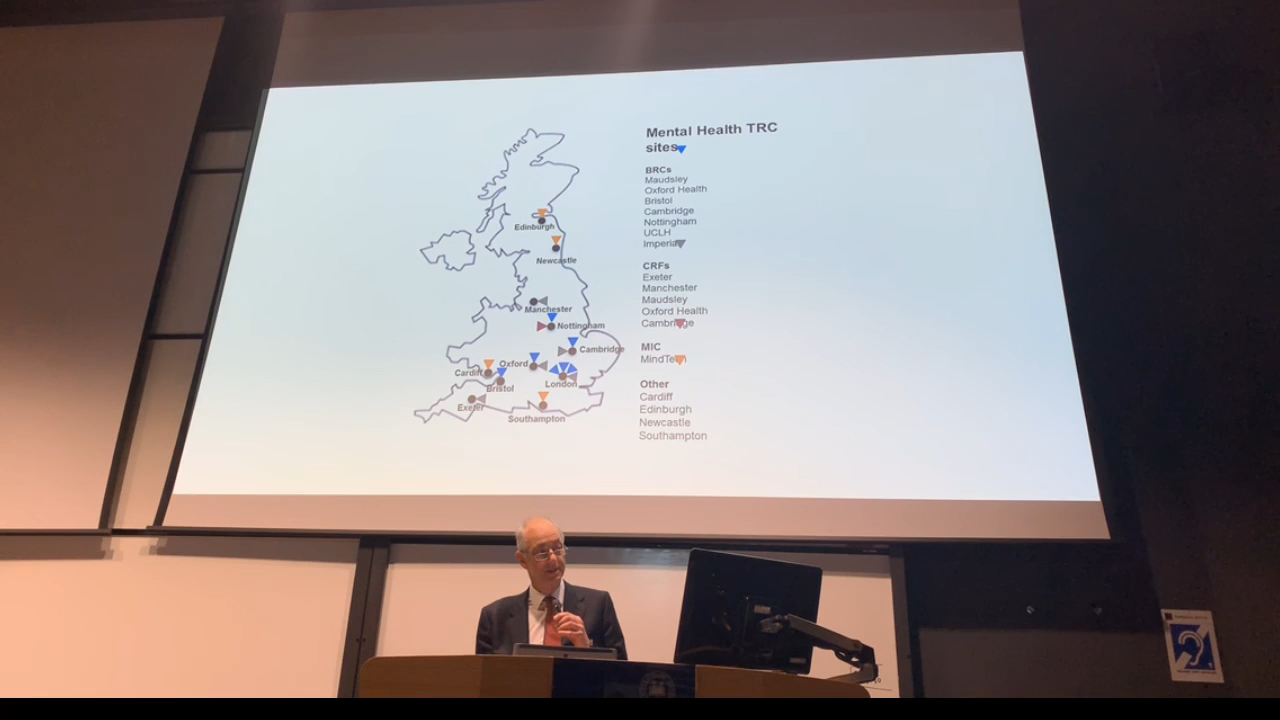 Mental Health TRC
sites
BRCs
Maudsley
Oxford Health
Bristol
Cambridge
Nottingham
UCLH
Imperial
CRFs
Exeter
Manchester
Maudsley
Oxford Health
Cambridge
MIC
MindTech
Other
Cardiff
Edinburgh
Newcastle
Southampton
Edinburgh
Newcastle
Manchester
Nottingham
Cambridge
Oxford
Cardiff
London
Bristol
Exeter
Southampton